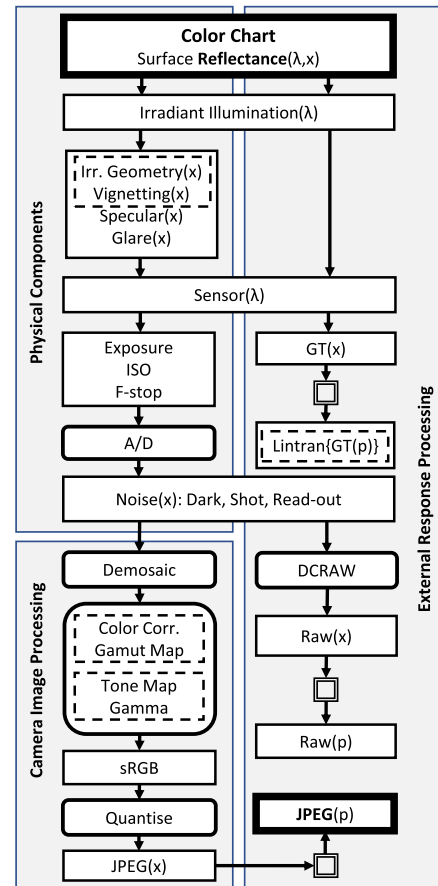 Color Chart
Surface Reflectance(λ,x)
Irradiant Illumination(λ)
Irr. Geometry(x)
Vignetting(x)
Specular(x)
Glare(x)
Sensor(λ)
Exposure
ISO
F-stop
GT(x)
A/D
Lintran{GT(p)}
Noise(x): Dark, Shot, Read-out
Physical Components
Demosaic
DCRAW
Color Corr.
Gamut Map
Tone Map
Gamma
Raw(x)
Raw(p)
sRGB
Quantise
JPEG(p)
JPEG(x)
Camera Image Processing
External Response Processing